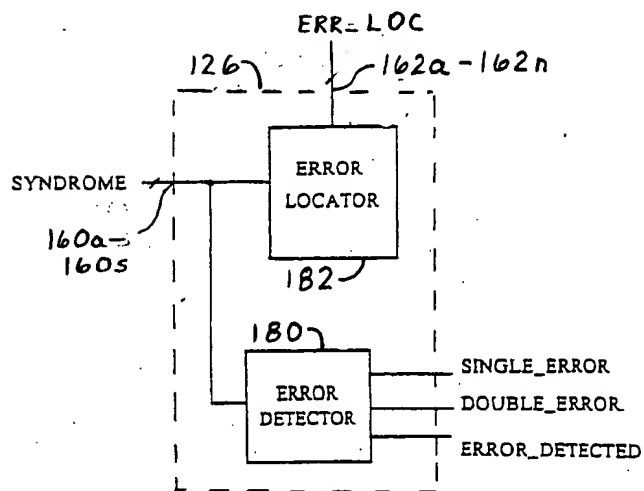 ERR_LOC
126
162a-162n
SYNDROME
160a-
160s
ERROR
LOCATOR
182
180
ERROR
DETECTOR
SINGLE_ERROR
DOUBLE_ERROR
ERROR_DETECTED